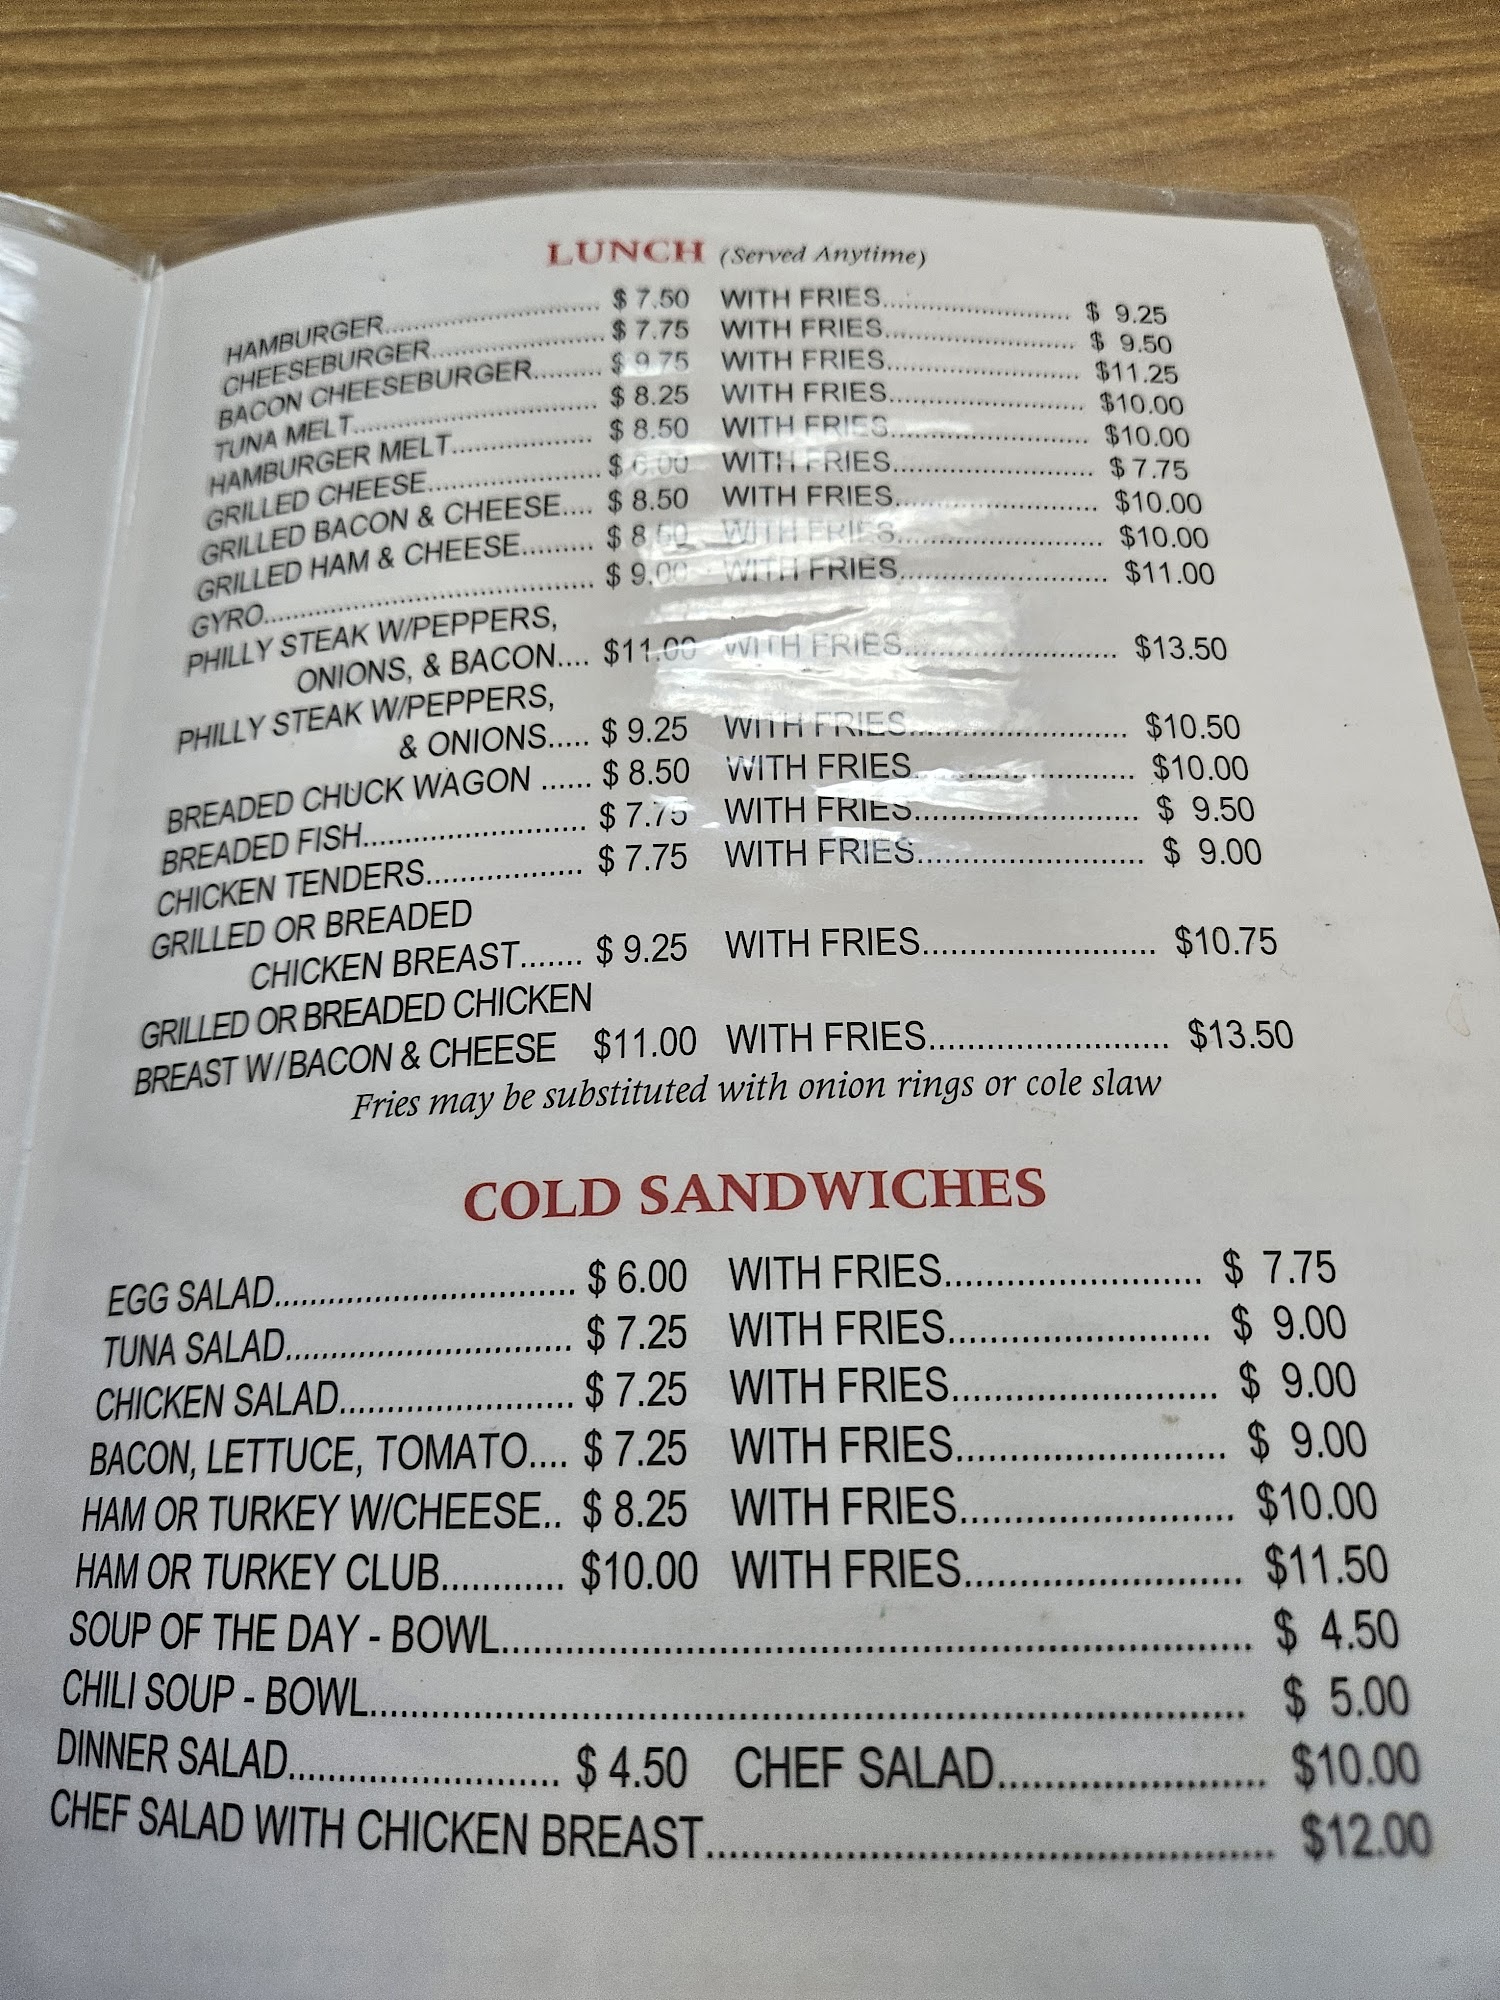 LUNCH (Served Anytime)
HAMBURGER........................ $ 7.50 WITH FRIES........................ $ 9.25
CHEESEBURGER.................... $ 7.75 WITH FRIES........................ $ 9.50
BACON CHEESEBURGER......... $ 9.75 WITH FRIES........................ $11.25
TUNA MELT........................... $ 8.25 WITH FRIES........................ $10.00
HAMBURGER MELT................ $ 8.50 WITH FRIES........................ $10.00
GRILLED CHEESE.................... $ 6.00 WITH FRIES........................ $ 7.75
GRILLED BACON & CHEESE.... $ 8.50 WITH FRIES........................ $10.00
GRILLED HAM & CHEESE......... $ 8.50 WITH FRIES........................ $10.00
GYRO..................................... $ 9.00 WITH FRIES........................ $11.00
PHILLY STEAK W/PEPPERS,
ONIONS, & BACON.... $11.00 WITH FRIES........................ $13.50
PHILLY STEAK W/PEPPERS,
& ONIONS..... $ 9.25 WITH FRIES........................ $10.50
BREADED CHUCK WAGON ...... $ 8.50 WITH FRIES........................ $10.00
BREADED FISH........................ $ 7.75 WITH FRIES........................ $ 9.50
CHICKEN TENDERS................. $ 7.75 WITH FRIES........................ $ 9.00
GRILLED OR BREADED
CHICKEN BREAST....... $ 9.25 WITH FRIES........................ $10.75
GRILLED OR BREADED CHICKEN
BREAST W/BACON & CHEESE $11.00 WITH FRIES........................ $13.50
Fries may be substituted with onion rings or cole slaw
COLD SANDWICHES
EGG SALAD................................ $ 6.00 WITH FRIES.......................... $ 7.75
TUNA SALAD.............................. $ 7.25 WITH FRIES.......................... $ 9.00
CHICKEN SALAD........................ $ 7.25 WITH FRIES.......................... $ 9.00
BACON, LETTUCE, TOMATO.... $ 7.25 WITH FRIES.......................... $ 9.00
HAM OR TURKEY W/CHEESE.. $ 8.25 WITH FRIES.......................... $10.00
HAM OR TURKEY CLUB............ $10.00 WITH FRIES.......................... $11.50
SOUP OF THE DAY - BOWL........................................................................ $ 4.50
CHILI SOUP - BOWL................................................................................ $ 5.00
DINNER SALAD.......................... $ 4.50 CHEF SALAD......................... $10.00
CHEF SALAD WITH CHICKEN BREAST.................................................. $12.00